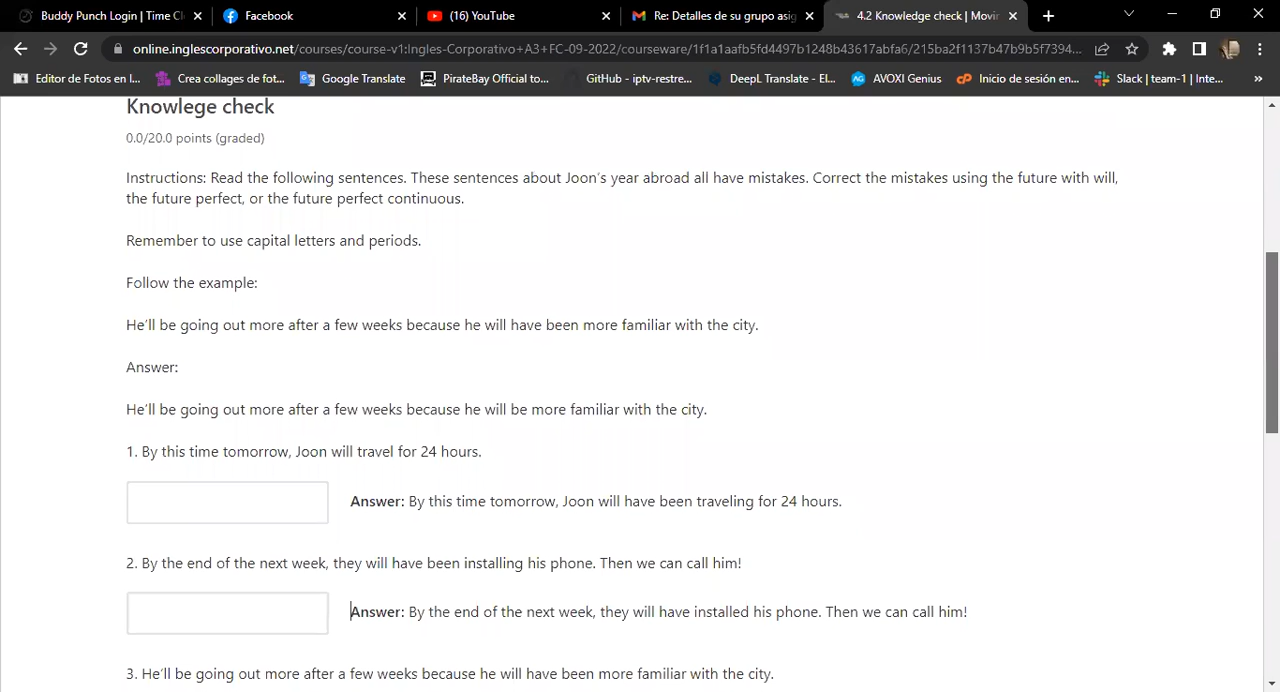 Buddy Punch Login | Time Cl
Facebook
(16) YouTube
Re: Detalles de su grupo asig
4.2 Knowledge check | Movin
online.inglescorporativo.net/courses/course-v1:Ingles-Corporativo+A3+FC-09-2022/courseware/1f1a1aafb5fd4497b1248b43617abfa6/215ba2f1137b47b9b5f7394...
Editor de Fotos en l...
Crea collages de fot...
Google Translate
PirateBay Official to...
GitHub - iptv-restre...
DeepL Translate - El...
AVOXI Genius
Inicio de sesión en...
Slack | team-1 | Inte...
»
Knowlege check
0.0/20.0 points (graded)
Instructions: Read the following sentences. These sentences about Joon's year abroad all have mistakes. Correct the mistakes using the future with will,
the future perfect, or the future perfect continuous.
Remember to use capital letters and periods.
Follow the example:
He'll be going out more after a few weeks because he will have been more familiar with the city.
Answer:
He'll be going out more after a few weeks because he will be more familiar with the city.
1. By this time tomorrow, Joon will travel for 24 hours.
Answer: By this time tomorrow, Joon will have been traveling for 24 hours.
2. By the end of the next week, they will have been installing his phone. Then we can call him!
Answer: By the end of the next week, they will have installed his phone. Then we can call him!
3. He'll be going out more after a few weeks because he will have been more familiar with the city.